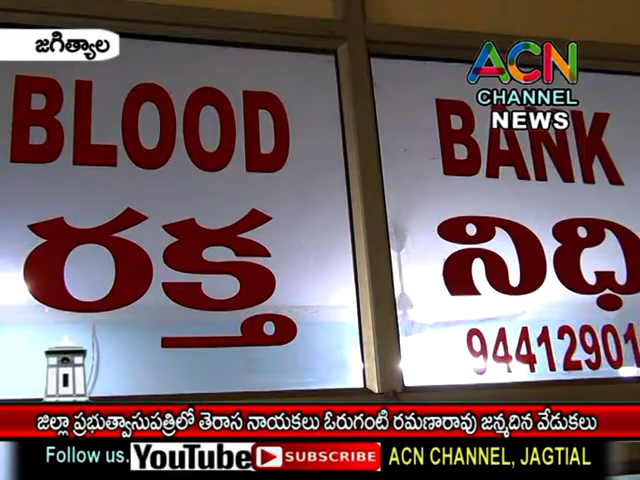 జగిత్యాల
ACN
CHANNEL
NEWS
BLOOD BANK
రక్త నిధి
94412901
జిల్లా ప్రభుత్వాసుపత్రిలో తెరాస నాయకలు ఓరుగంటి రమణారావు జన్మదిన వేడుకలు
Follow us. YouTube SUBSCRIBE ACN CHANNEL, JAGTIAL